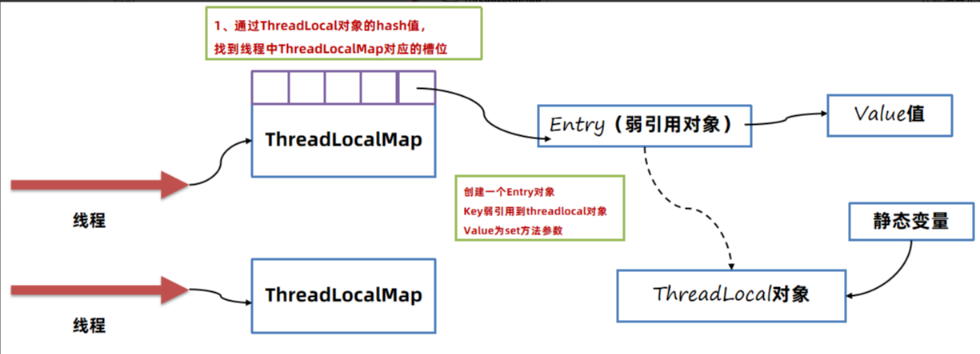 1、通过ThreadLocal对象的hash值，
找到线程中ThreadLocalMap对应的槽位
ThreadLocalMap
Entry（弱引用对象）
Value值
线程
创建一个Entry对象
Key弱引用到threadlocal对象
Value为set方法参数
静态变量
ThreadLocalMap
ThreadLocal对象
线程